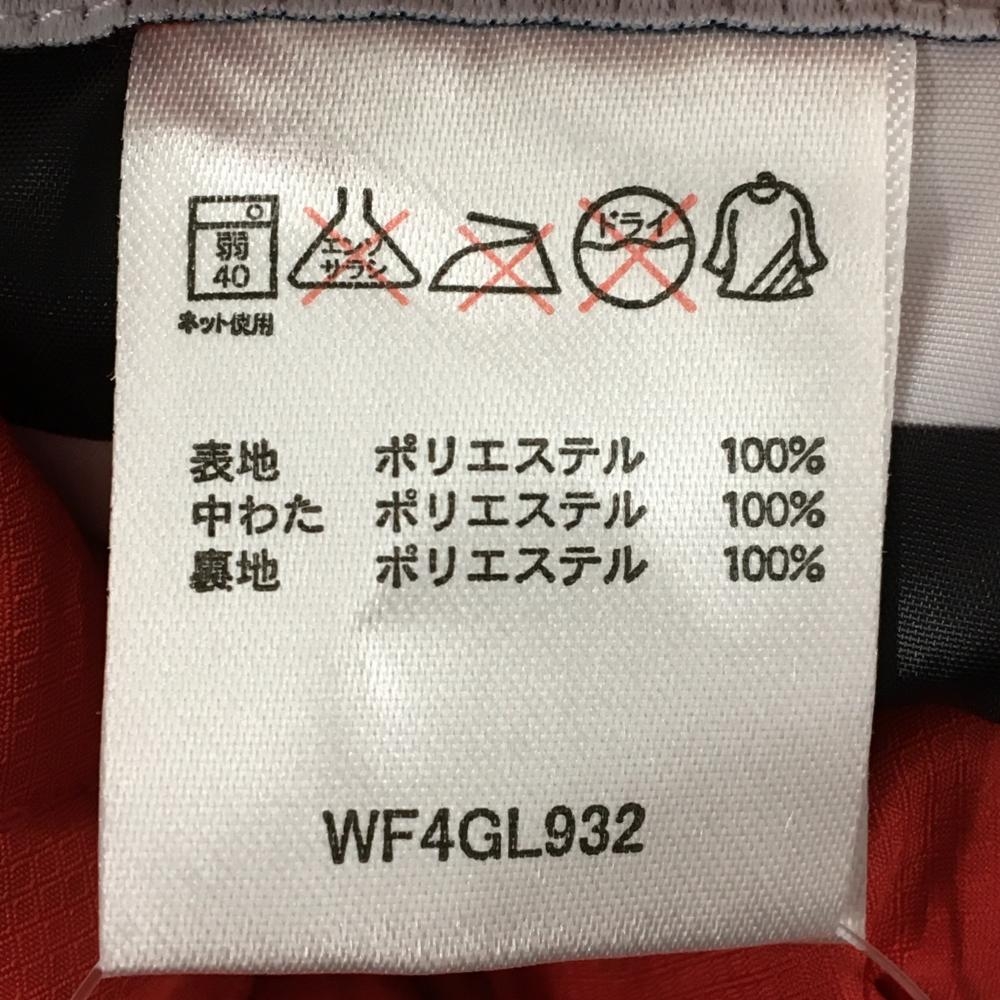 弱
40
ネット使用
エンソ
サラシ
ドライ
表地 ポリエステル 100%
中わた ポリエステル 100%
裏地 ポリエステル 100%
WF4GL932